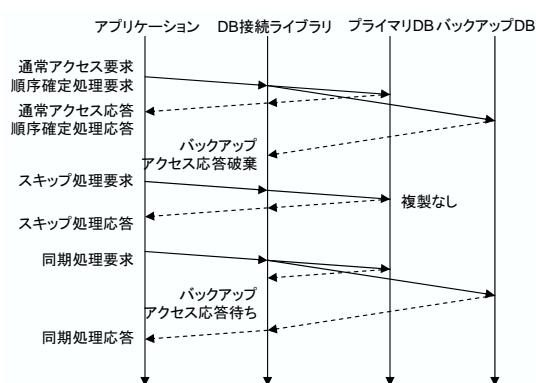 アプリケーション DB接続ライブラリ プライマリDB バックアップDB
通常アクセス要求
順序確定処理要求
通常アクセス応答
順序確定処理応答
バックアップ
アクセス応答破棄
スキップ処理要求
複製なし
スキップ処理応答
同期処理要求
バックアップ
アクセス応答待ち
同期処理応答